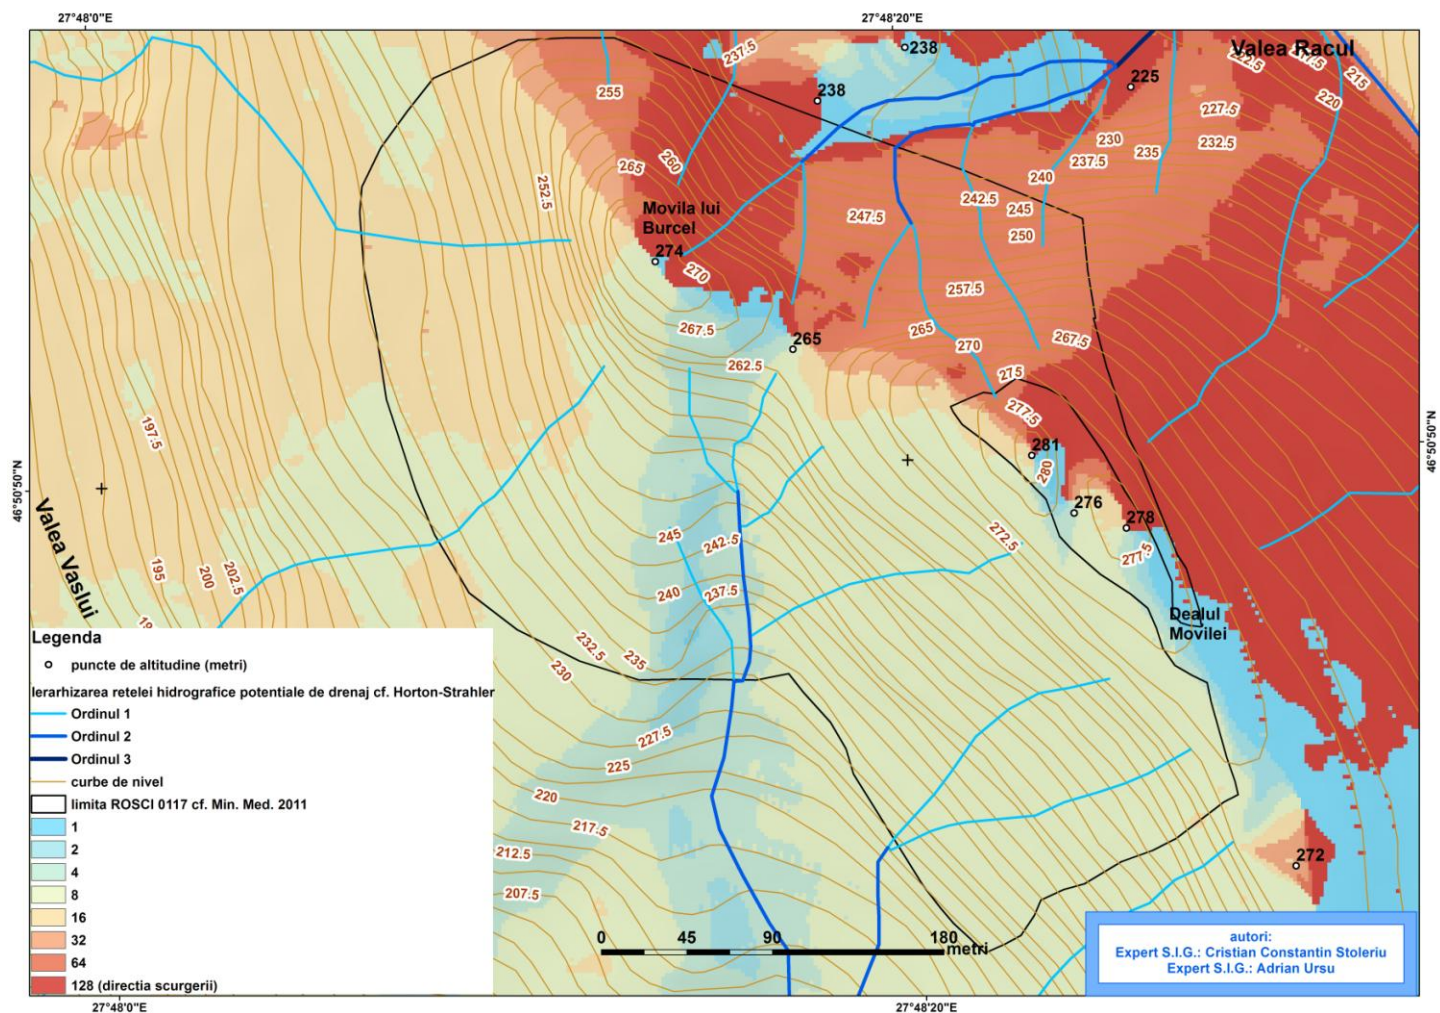 27°48'0"E
27°48'20"E
Valea Racul
237.5
238
238
225
222.5
217.5
215
220
255
227.5
230
232.5
235
237.5
265
260
252.5
240
242.5
245
247.5
250
Movila lui
Burcel
274
270
257.5
267.5
265
265
270
267.5
262.5
275
277.5
197.5
281
280
46°50'50"N
46°50'50"N
276
278
277.5
272.5
245
242.5
Valea Vaslui
195
200
202.5
240
237.5
19
Dealul
Movilei
232.5
235
230
Legenda
puncte de altitudine (metri)
Ierarhizarea retelei hidrografice potentiale de drenaj cf. Horton-Strahler
Ordinul 1
Ordinul 2
Ordinul 3
curbe de nivel
limita ROSCI 0117 cf. Min. Med. 2011
1
2
4
8
16
32
64
128 (directia scurgerii)
227.5
225
220
217.5
212.5
207.5
272
0 45 90 180
metri
autori:
Expert S.I.G.: Cristian Constantin Stoleriu
Expert S.I.G.: Adrian Ursu
27°48'0"E
27°48'20"E